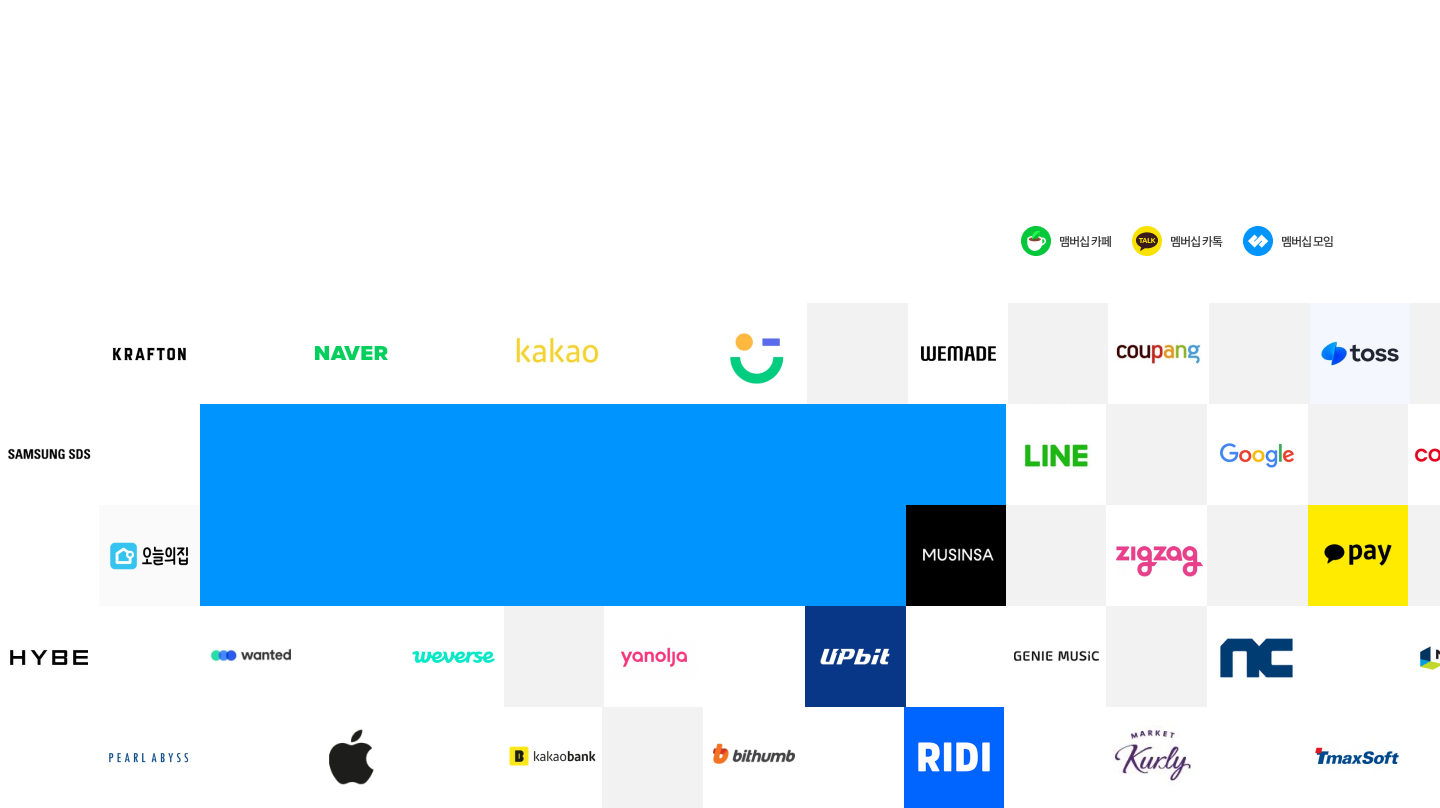 맴버십 카페
TALK
멤버십 카톡
멤버십 모임
KRAFTON
NAVER
kakao
WEMADE
coupang
toss
SAMSUNG SDS
LINE
Google
co
오늘의집
MUSINSA
zigzag
pay
HYBE
wanted
weverse
yanolja
UPbit
GENIE MUSiC
nc
PEARL ABYSS
B kakaobank
bithumb
RIDI
MARKET
Kurly
TmaxSoft